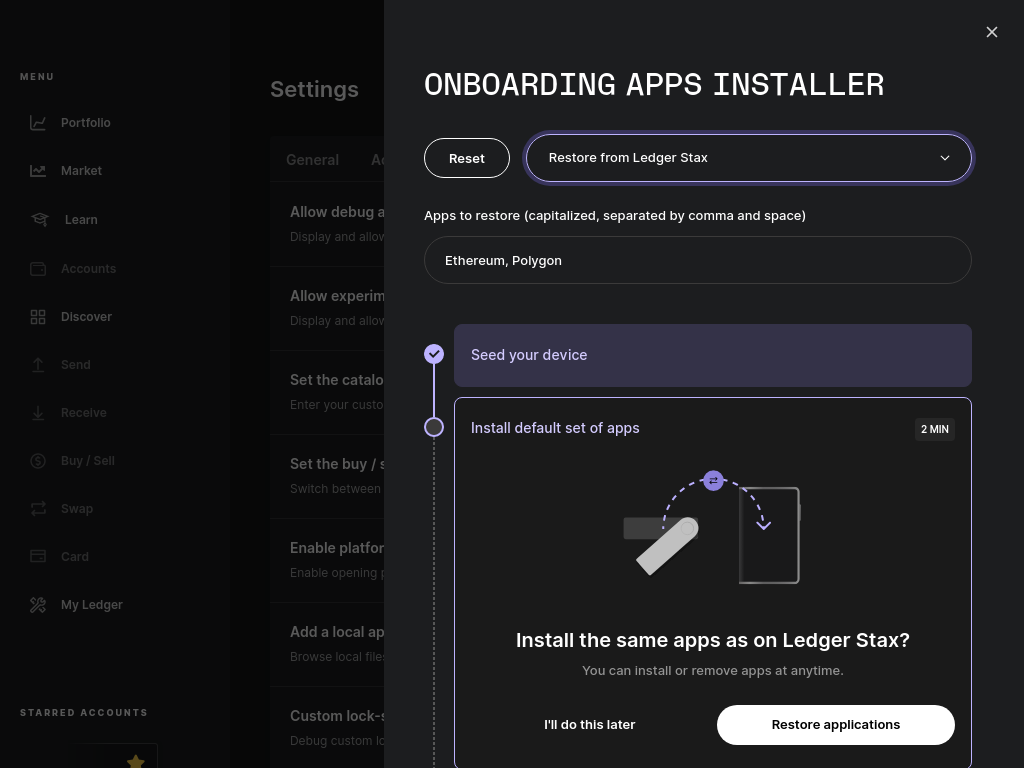 MENU
Portfolio
Market
Learn
Accounts
Discover
Send
Receive
Buy / Sell
Swap
Card
My Ledger
STARRED ACCOUNTS
Settings
General
Allow debug a
Display and allow
Allow experim
Display and allow
Set the catalo
Enter your custo
Set the buy / s
Switch between
Enable platfor
Enable opening p
Add a local ap
Browse local files
Custom lock-s
Debug custom lo
ONBOARDING APPS INSTALLER
Reset
Restore from Ledger Stax
Apps to restore (capitalized, separated by comma and space)
Ethereum, Polygon
Seed your device
Install default set of apps
2 MIN
Install the same apps as on Ledger Stax?
You can install or remove apps at anytime.
I'll do this later
Restore applications